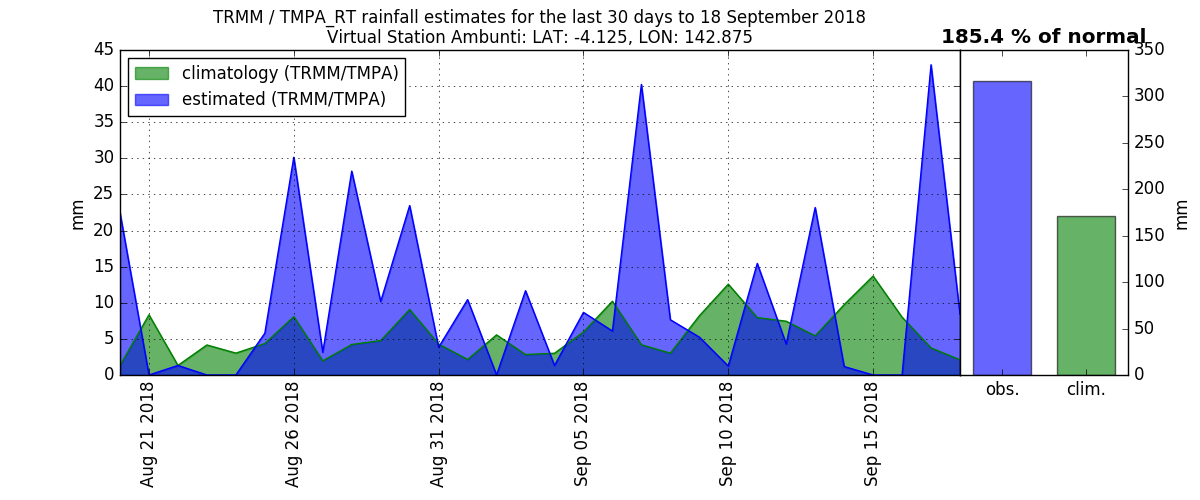 TRMM / TMPA_RT rainfall estimates for the last 30 days to 18 September 2018
Virtual Station Ambunti: LAT: -4.125, LON: 142.875
185.4 % of normal
climatology (TRMM/TMPA)
estimated (TRMM/TMPA)
45
40
35
30
25
20
15
10
5
0
mm
Aug 21 2018
Aug 26 2018
Aug 31 2018
Sep 05 2018
Sep 10 2018
Sep 15 2018
350
300
250
200
150
100
50
0
mm
obs.
clim.